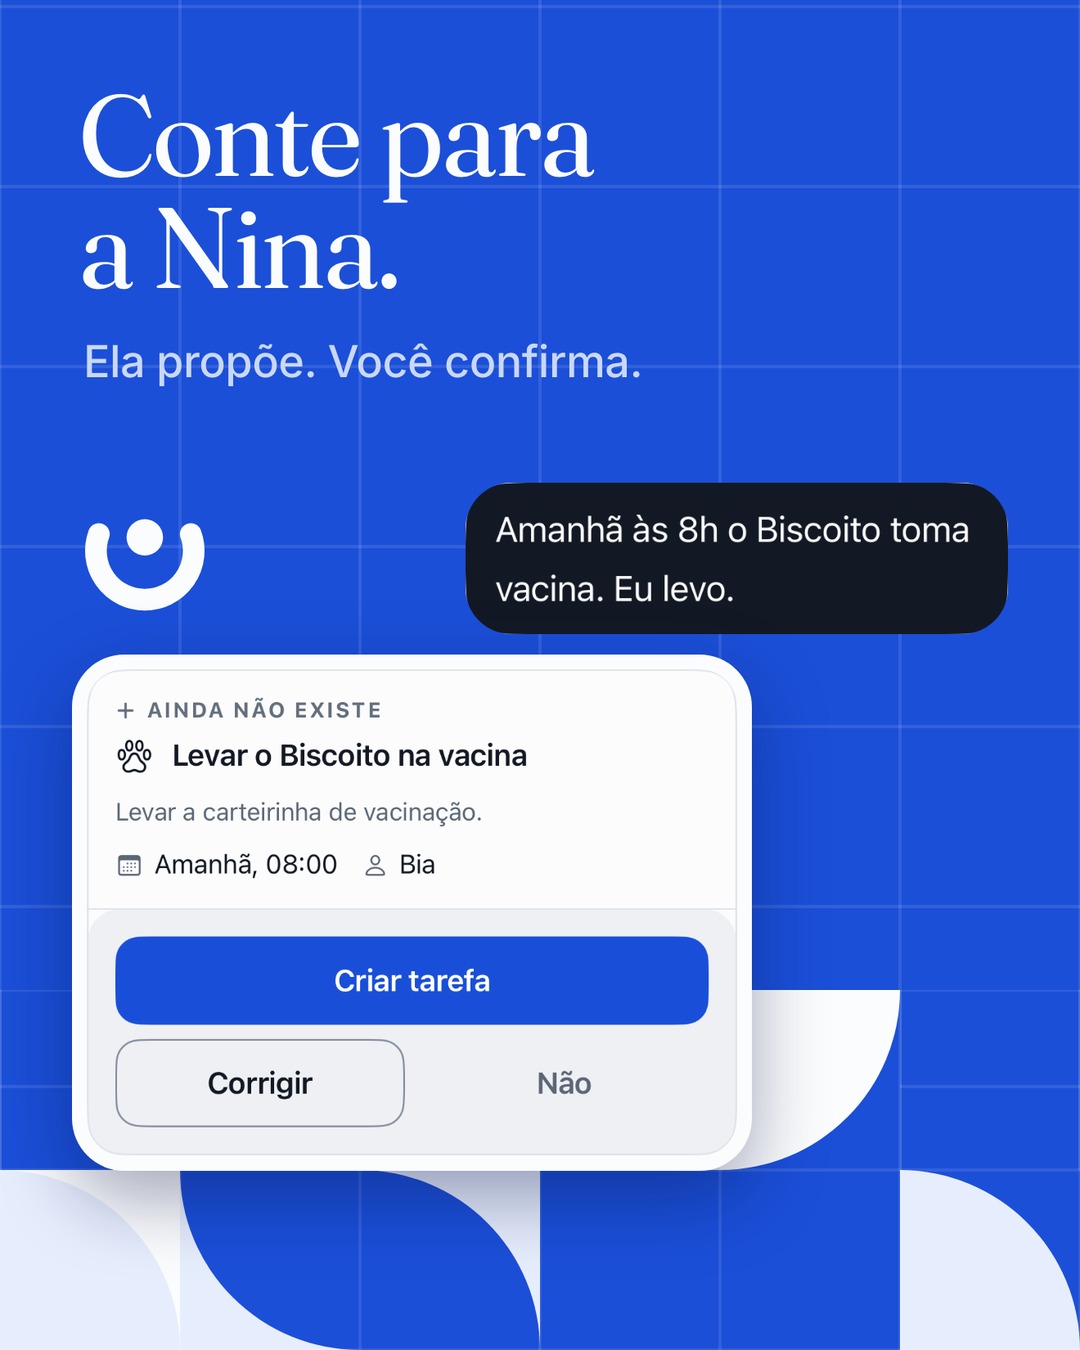 Conte para
a Nina.
Ela propõe. Você confirma.
Amanhã às 8h o Biscoito toma
vacina. Eu levo.
+ AINDA NÃO EXISTE
Levar o Biscoito na vacina
Levar a carteirinha de vacinação.
Amanhã, 08:00 Bia
Criar tarefa
Corrigir Não